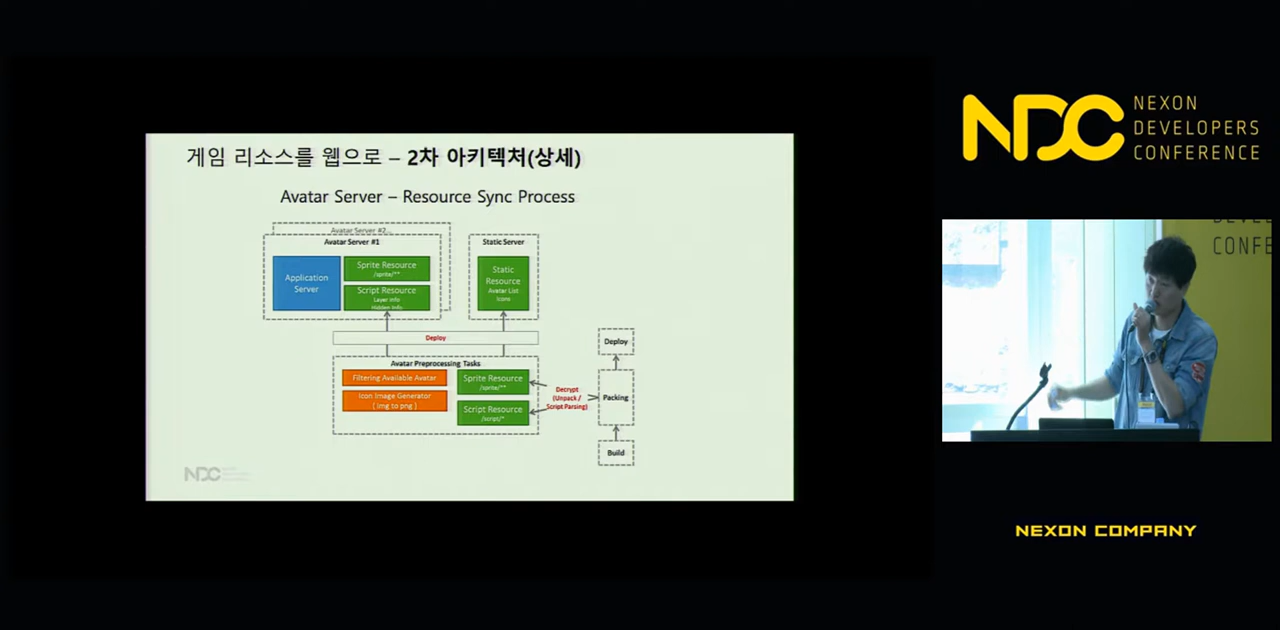 게임 리소스를 웹으로 – 2차 아키텍처(상세)
Avatar Server – Resource Sync Process
Avatar Server #2
Avatar Server #1
Application
Server
Sprite Resource
/sprite/**
Script Resource
Layer info
Hidden info
Static Server
Static
Resource
Avatar List
Icons
Deploy
Avatar Preprocessing Tasks
Filtering Available Avatar
Icon Image Generator
( img to png )
Sprite Resource
/sprite/**
Script Resource
/script/*
Decrypt
(Unpack /
Script Parsing)
Deploy
Packing
Build
NDC
NDC
NEXON
DEVELOPERS
CONFERENCE
CONFE
NEXON COMPANY